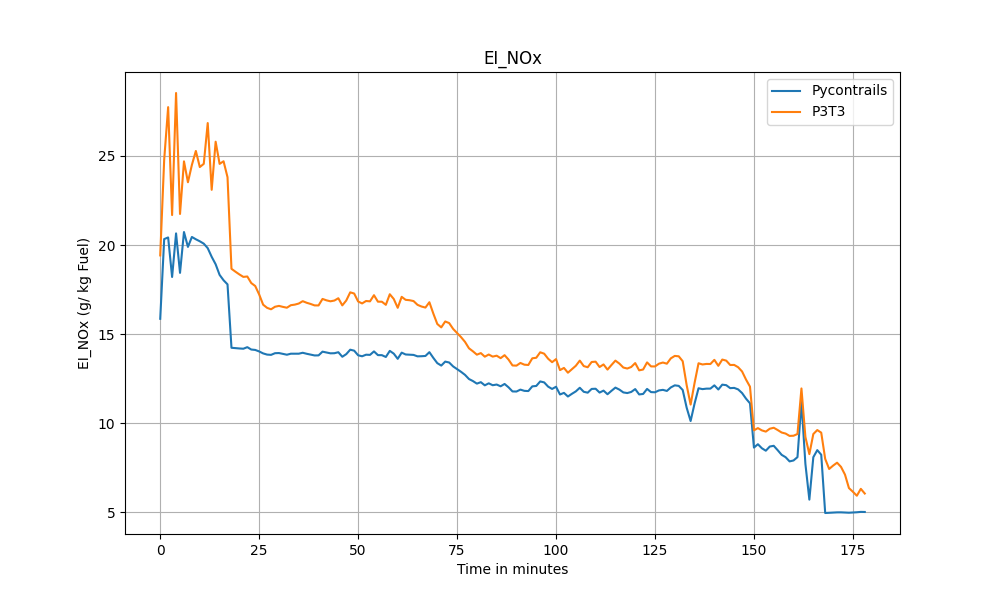 EI_NOx
Pycontrails
P3T3
EI_NOx (g/ kg Fuel)
25
20
15
10
5
0 25 50 75 100 125 150 175
Time in minutes